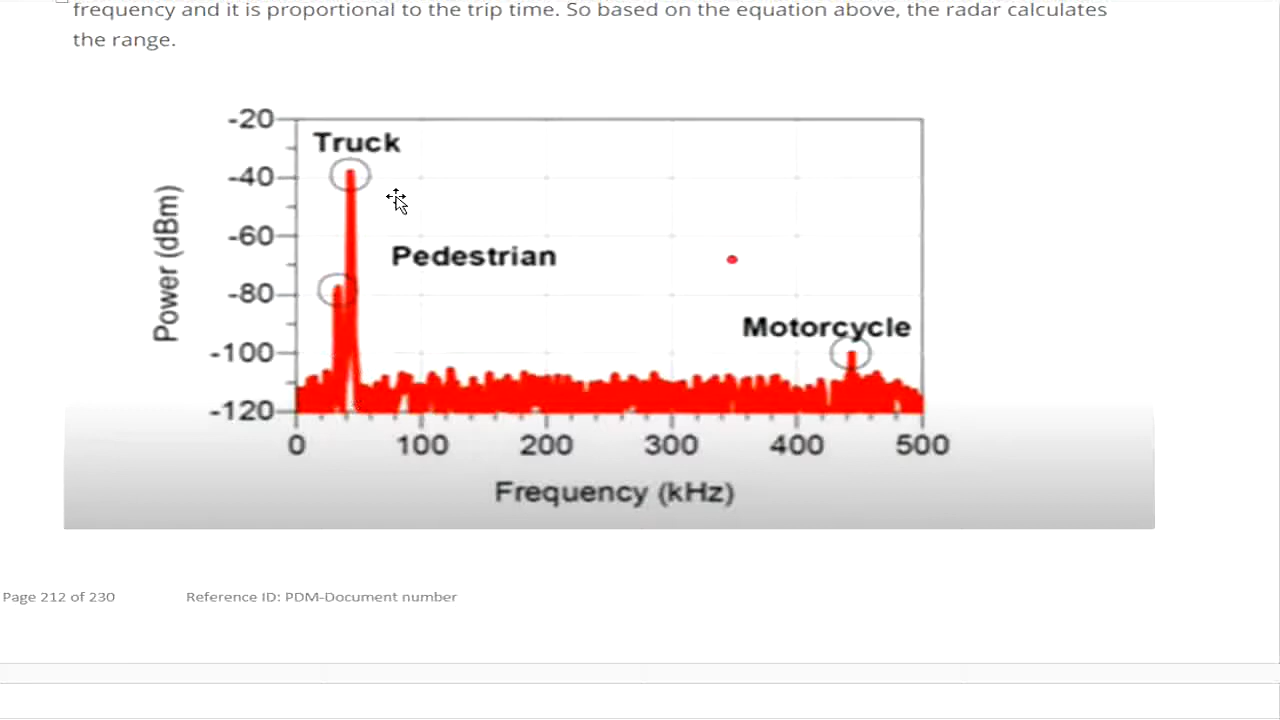 frequency and it is proportional to the trip time. So based on the equation above, the radar calculates
the range.
-20
Truck
-40
-60
Pedestrian
-80
Motorcycle
-100
-120
Power (dBm)
0 100 200 300 400 500
Frequency (kHz)
Page 212 of 230 Reference ID: PDM-Document number